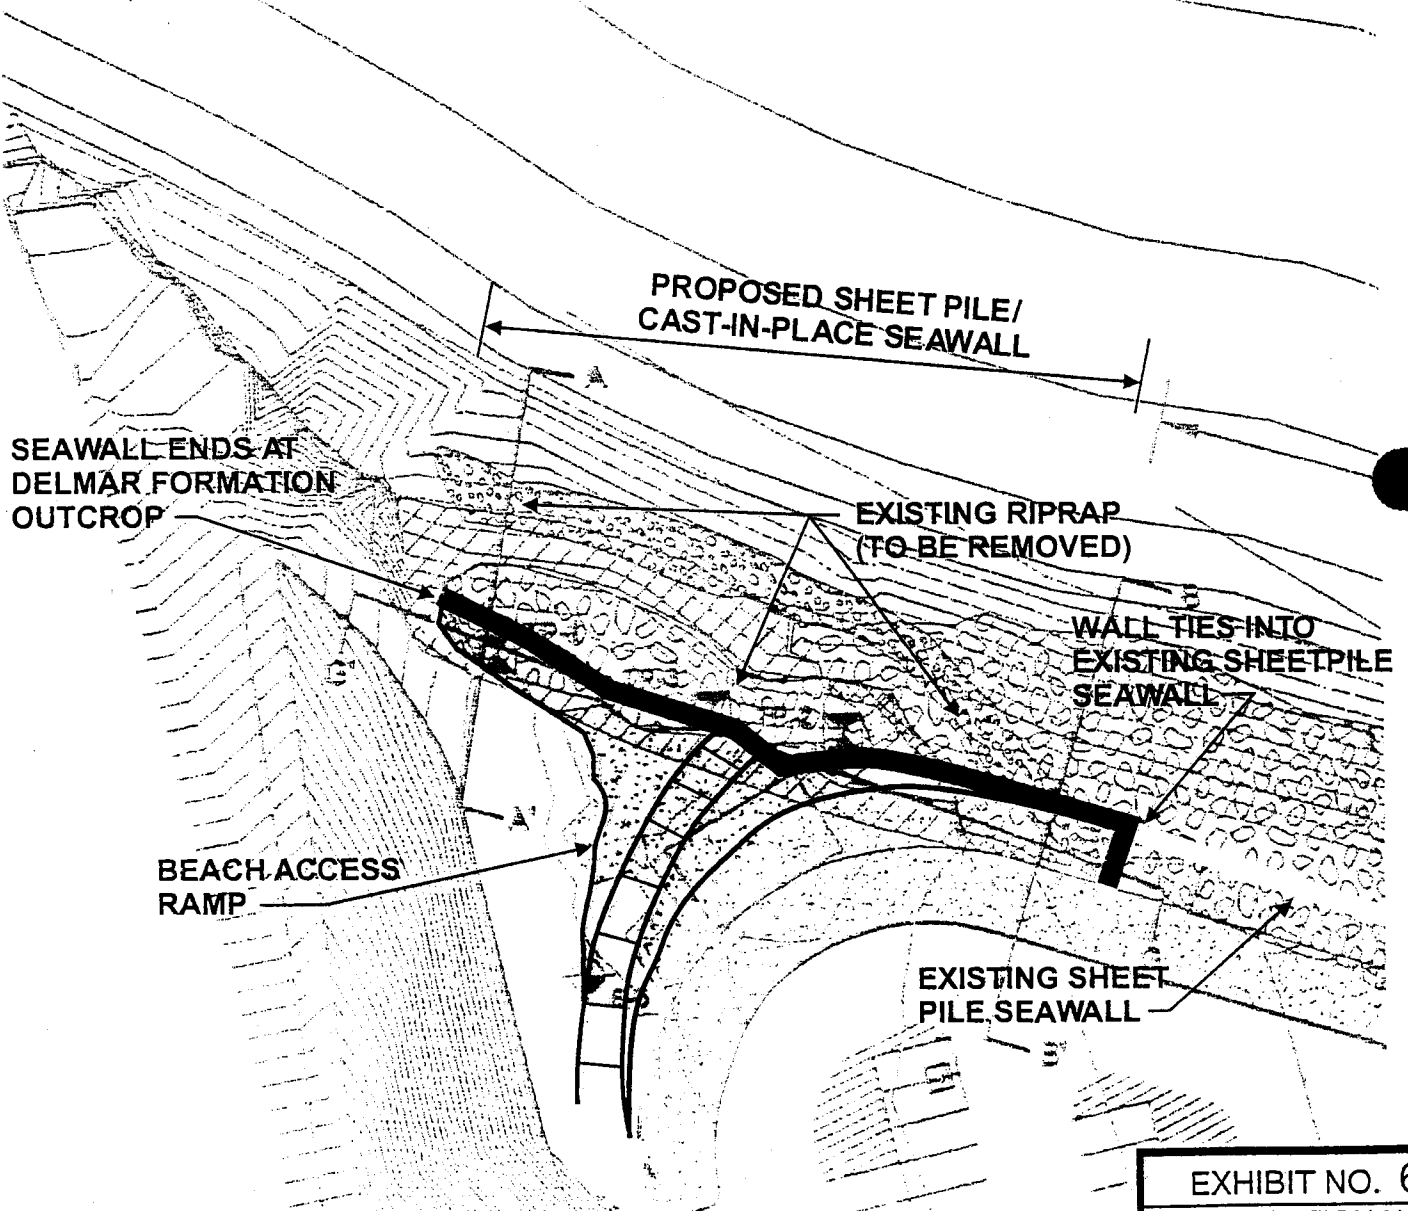 PROPOSED SHEET PILE/
CAST-IN-PLACE SEAWALL
A
SEAWALL ENDS AT
DELMAR FORMATION
OUTCROP
EXISTING RIPRAP
(TO BE REMOVED)
B
WALL TIES INTO
EXISTING SHEETPILE
SEAWALL
C
A'
BEACH ACCESS
RAMP
EXISTING SHEET
PILE SEAWALL
B'
EXHIBIT NO. 6